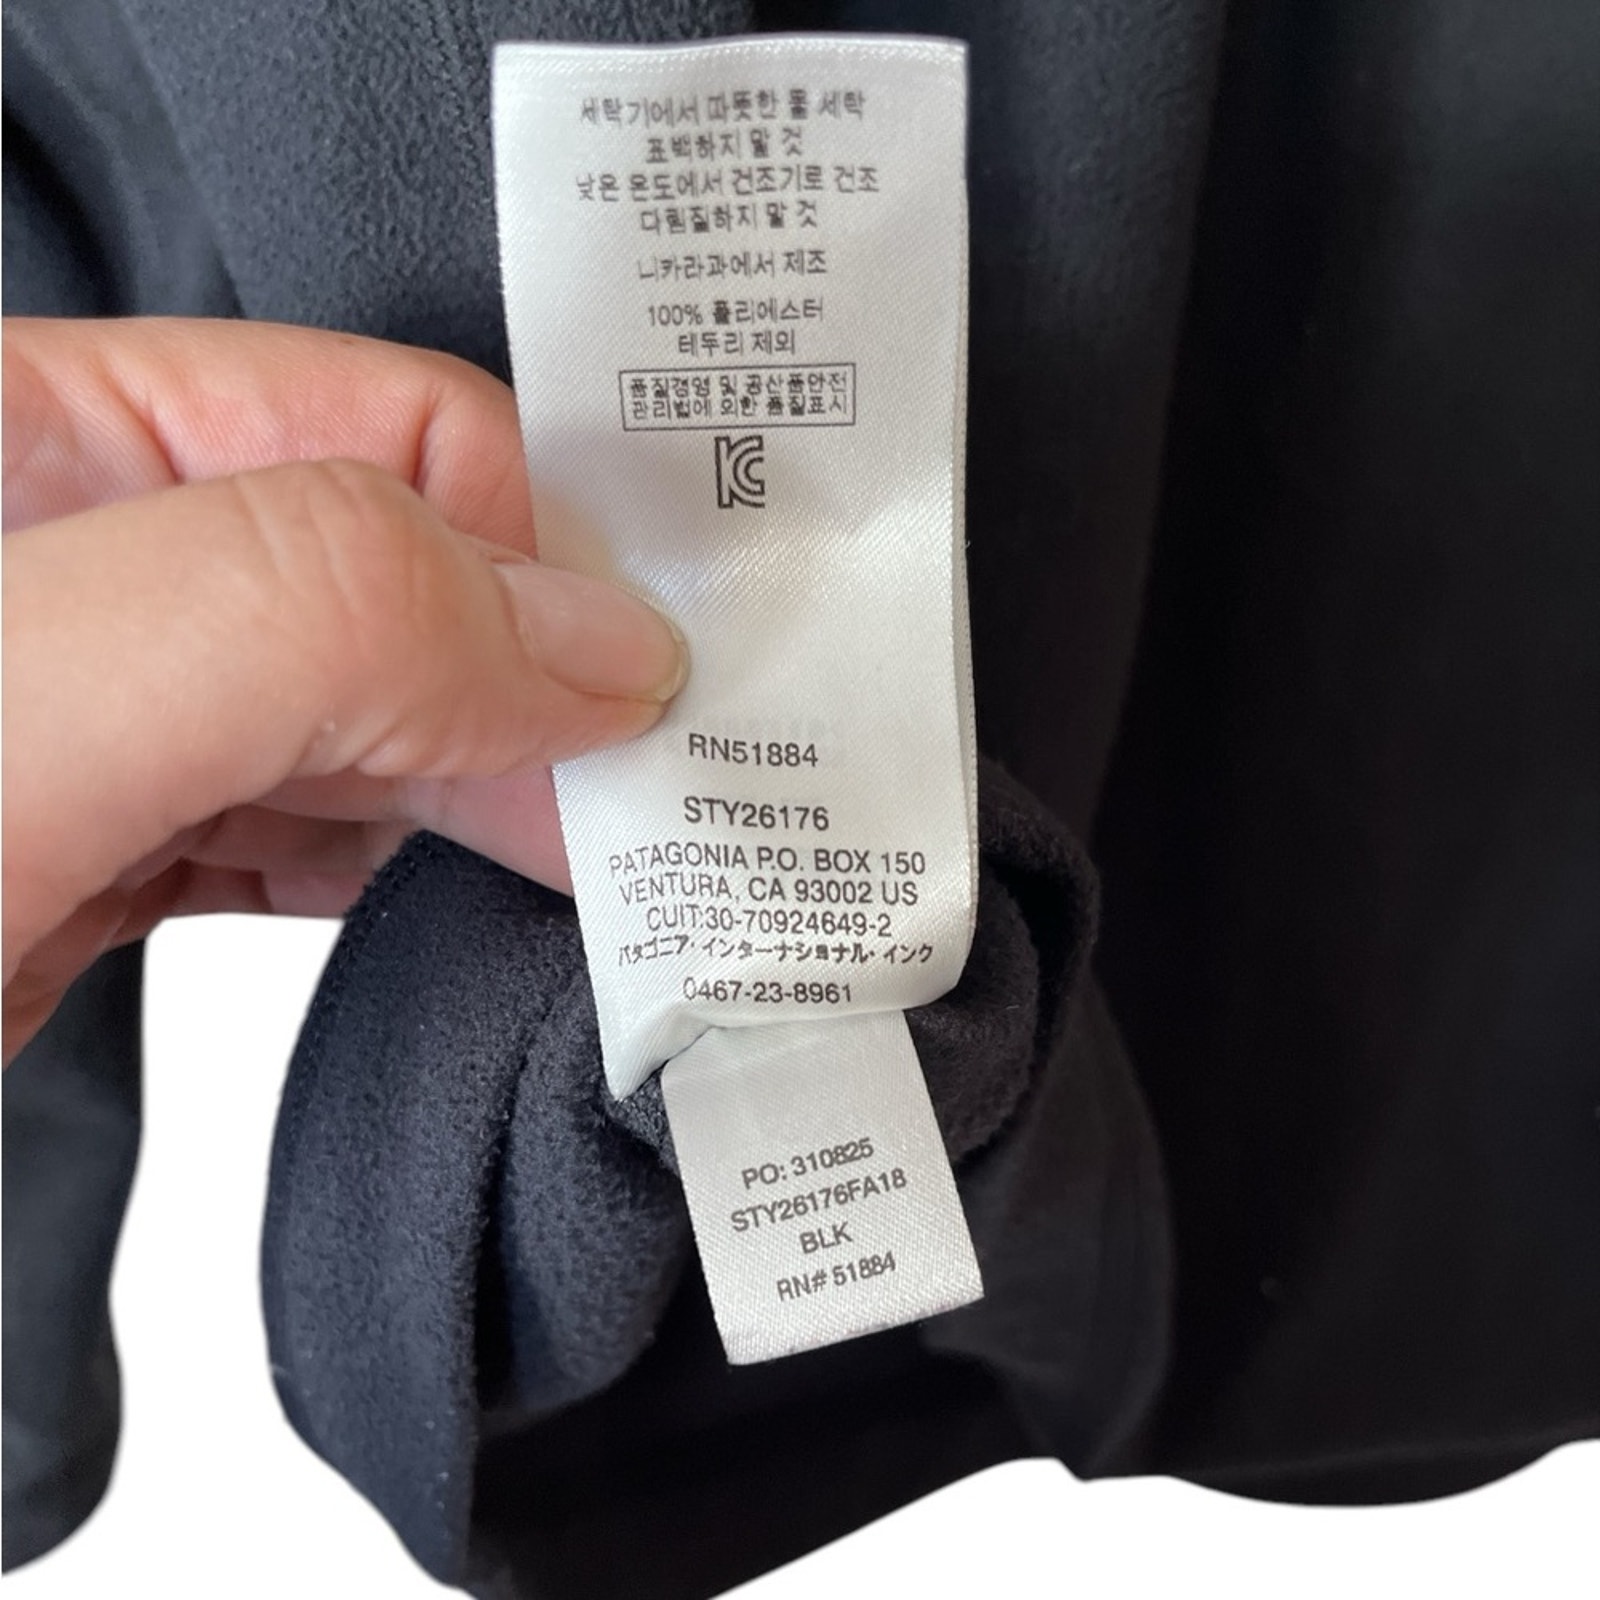 세탁기에서 따뜻한 물 세탁
표백하지 말 것
낮은 온도에서 건조기로 건조
다림질하지 말 것
니카라과에서 제조
100% 폴리에스터
테두리 제외
품질경영 및 공산품안전
관리법에 의한 품질표시
KC
RN51884
STY26176
PATAGONIA P.O. BOX 150
VENTURA, CA 93002 US
CUIT:30-70924649-2
パタゴニア・インターナショナル・インク
0467-23-8961
PO: 310825
STY26176FA18
BLK
RN# 51884